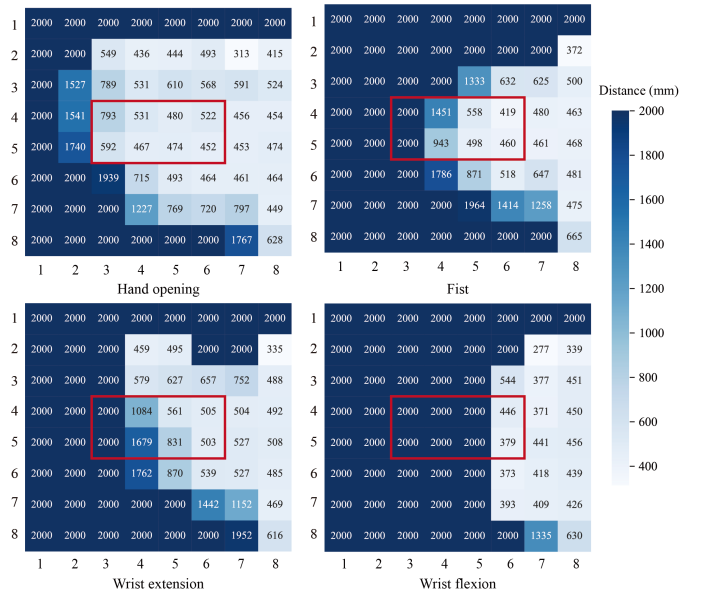 1 2000 2000 2000 2000 2000 2000 2000 2000
2 2000 2000 549 436 444 493 313 415
3 2000 1527 789 531 610 568 591 524
4 2000 1541 793 531 480 522 456 454
5 2000 1740 592 467 474 452 453 474
6 2000 2000 1939 715 493 464 461 464
7 2000 2000 2000 1227 769 720 797 449
8 2000 2000 2000 2000 2000 2000 1767 628
1 2 3 4 5 6 7 8
Hand opening
1 2000 2000 2000 2000 2000 2000 2000 2000
2 2000 2000 2000 2000 2000 2000 2000 372
3 2000 2000 2000 2000 1333 632 625 500
4 2000 2000 2000 1451 558 419 480 463
5 2000 2000 2000 943 498 460 461 468
6 2000 2000 2000 1786 871 518 647 481
7 2000 2000 2000 2000 1964 1414 1258 475
8 2000 2000 2000 2000 2000 2000 2000 665
1 2 3 4 5 6 7 8
Fist
Distance (mm)
2000
1800
1600
1400
1200
1000
800
600
400
1 2000 2000 2000 2000 2000 2000 2000 2000
2 2000 2000 2000 459 495 2000 2000 335
3 2000 2000 2000 579 627 657 752 488
4 2000 2000 2000 1084 561 505 504 492
5 2000 2000 2000 1679 831 503 527 508
6 2000 2000 2000 1762 870 539 527 485
7 2000 2000 2000 2000 2000 1442 1152 469
8 2000 2000 2000 2000 2000 2000 1952 616
1 2 3 4 5 6 7 8
Wrist extension
1 2000 2000 2000 2000 2000 2000 2000 2000
2 2000 2000 2000 2000 2000 2000 277 339
3 2000 2000 2000 2000 2000 544 377 451
4 2000 2000 2000 2000 2000 446 371 450
5 2000 2000 2000 2000 2000 379 441 456
6 2000 2000 2000 2000 2000 373 418 439
7 2000 2000 2000 2000 2000 393 409 426
8 2000 2000 2000 2000 2000 2000 1335 630
1 2 3 4 5 6 7 8
Wrist flexion